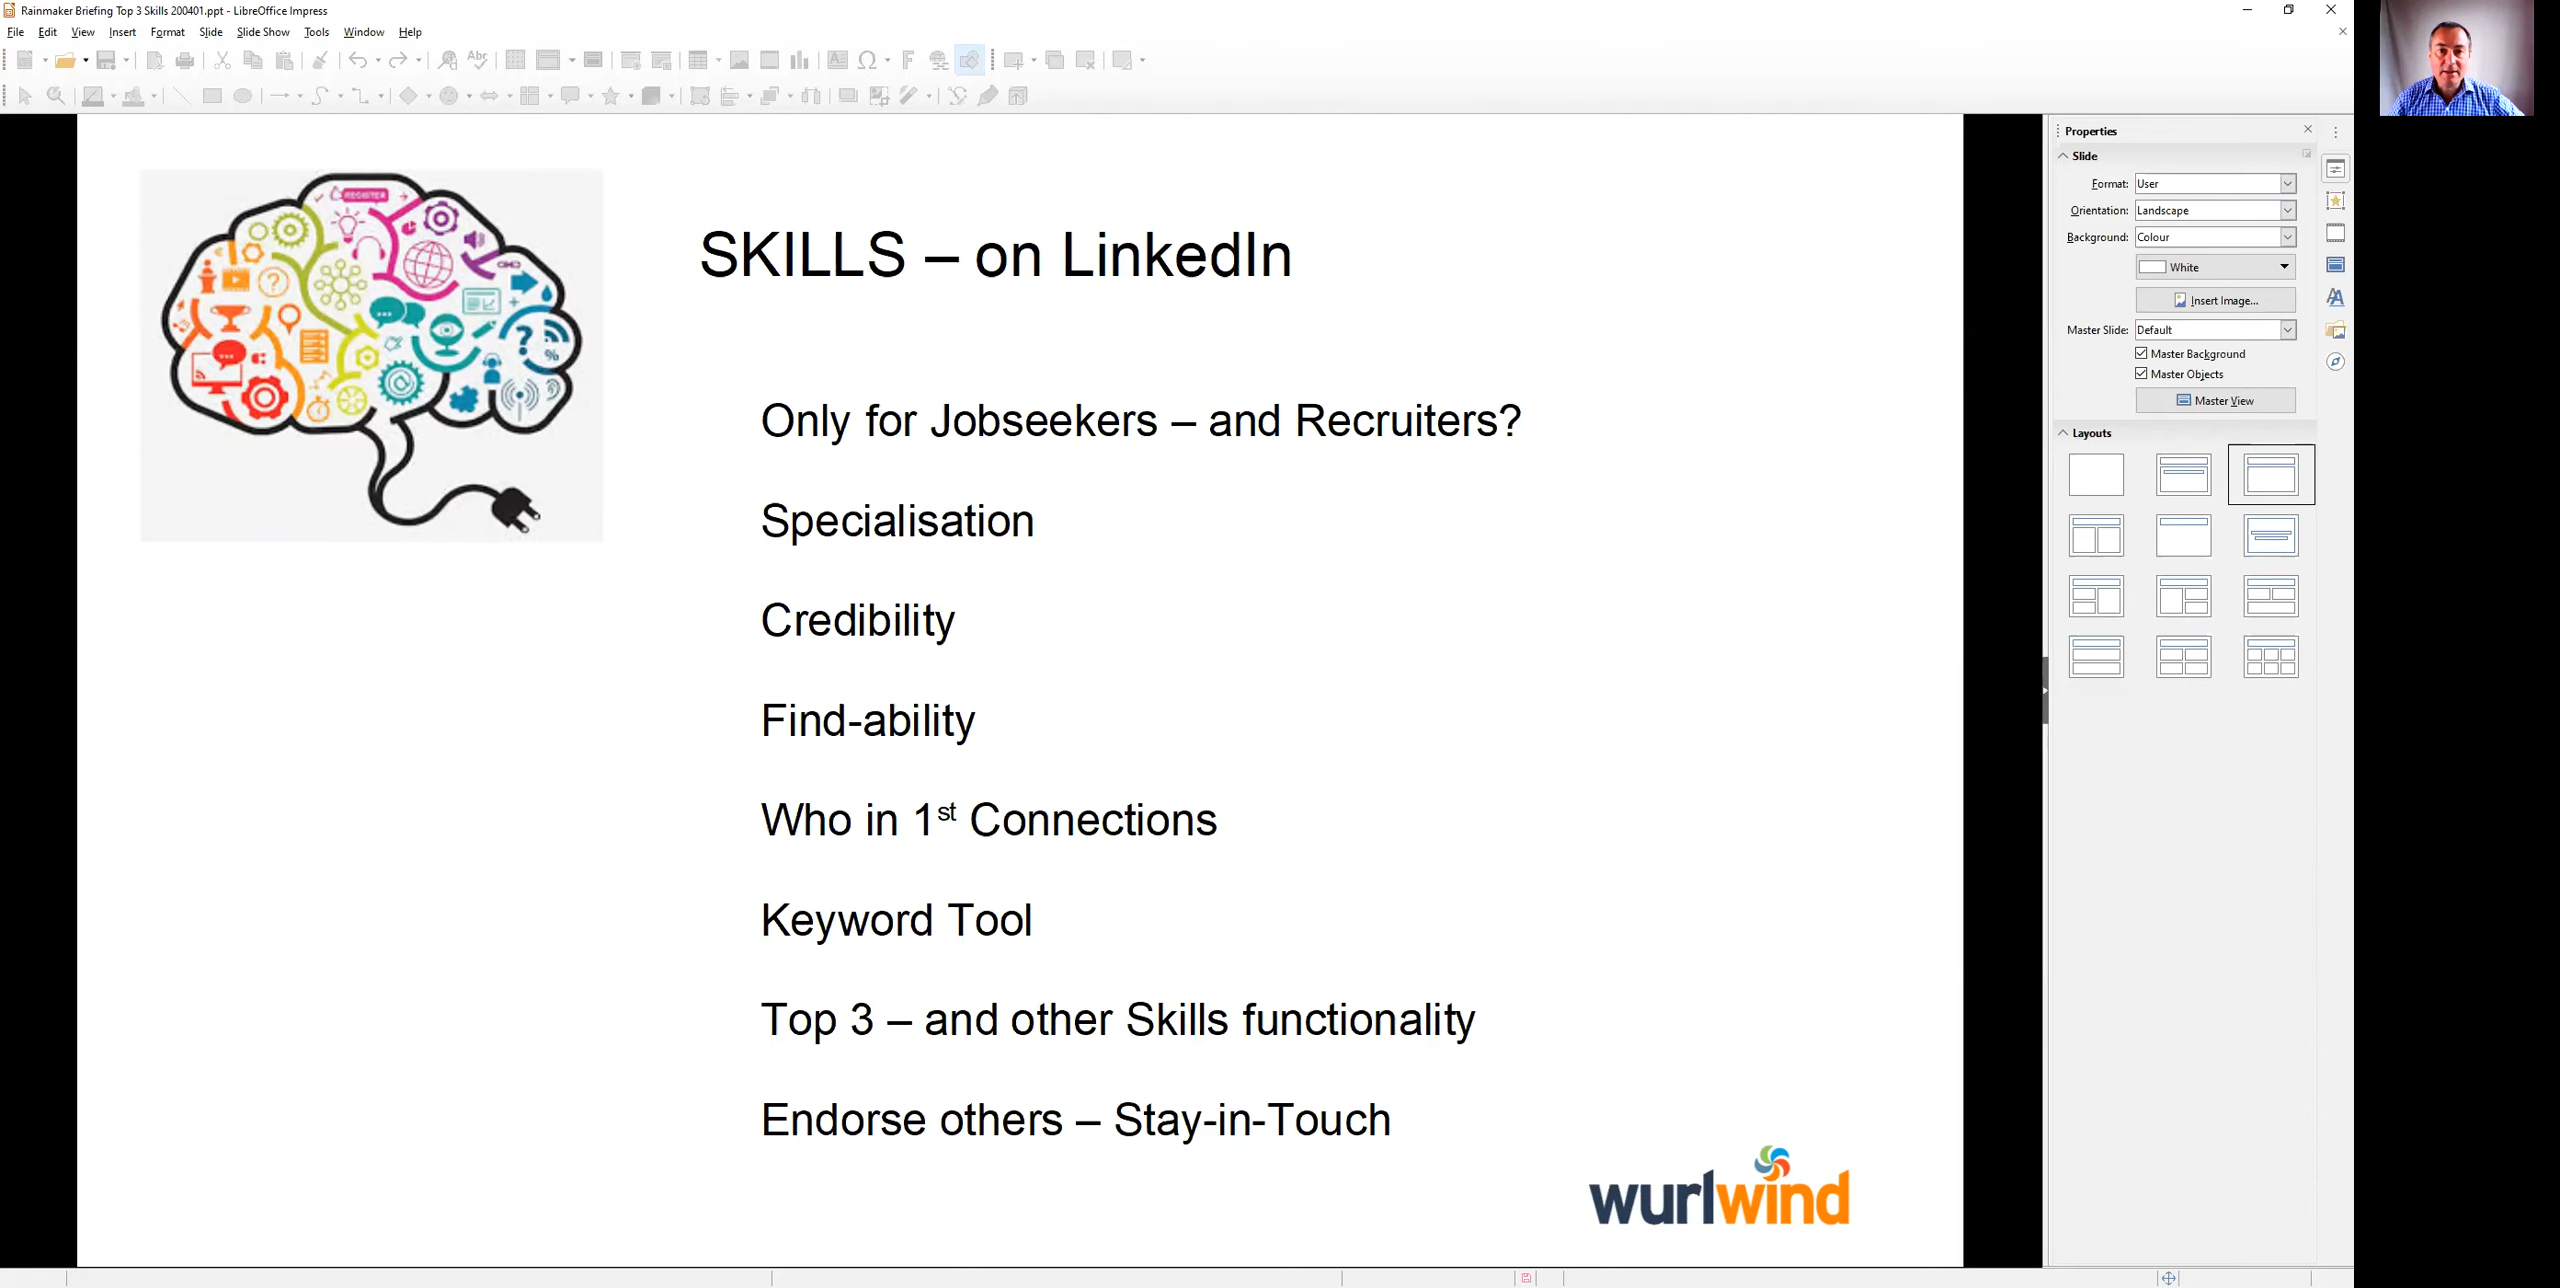 Rainmaker Briefing Top 3 Skills 200401.ppt - LibreOffice Impress
File Edit View Insert Format Slide Slide Show Tools Window Help
Properties
Slide
Format: User
Orientation: Landscape
Background: Colour
White
Insert Image...
Master Slide: Default
Master Background
Master Objects
Master View
Layouts
REGISTER
SKILLS – on LinkedIn
Only for Jobseekers – and Recruiters?
Specialisation
Credibility
Find-ability
Who in 1st Connections
Keyword Tool
Top 3 – and other Skills functionality
Endorse others – Stay-in-Touch
wurlwind